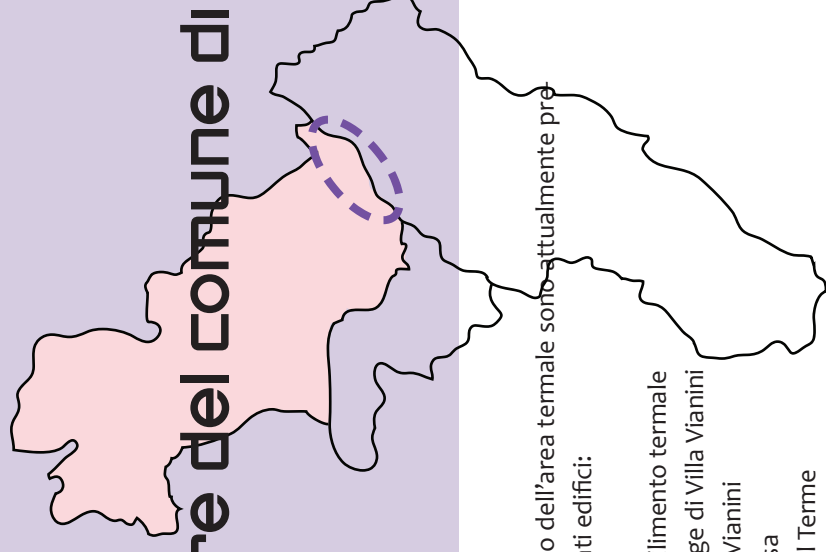 re del comune di
o dell'area termale sono attualmente pre-
ti edifici:
limento termale
ge di Villa Vianini
Vianini
sa
l Terme